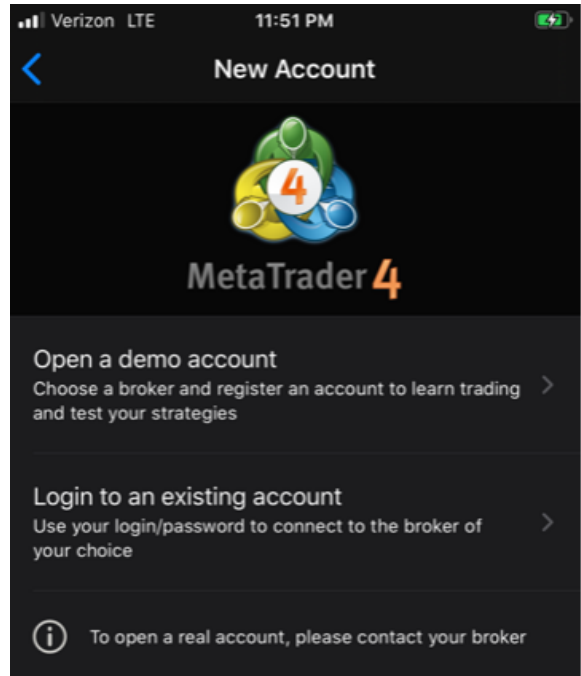 Verizon LTE 11:51 PM
New Account
4
MetaTrader 4
Open a demo account
Choose a broker and register an account to learn trading
and test your strategies
Login to an existing account
Use your login/password to connect to the broker of
your choice
To open a real account, please contact your broker